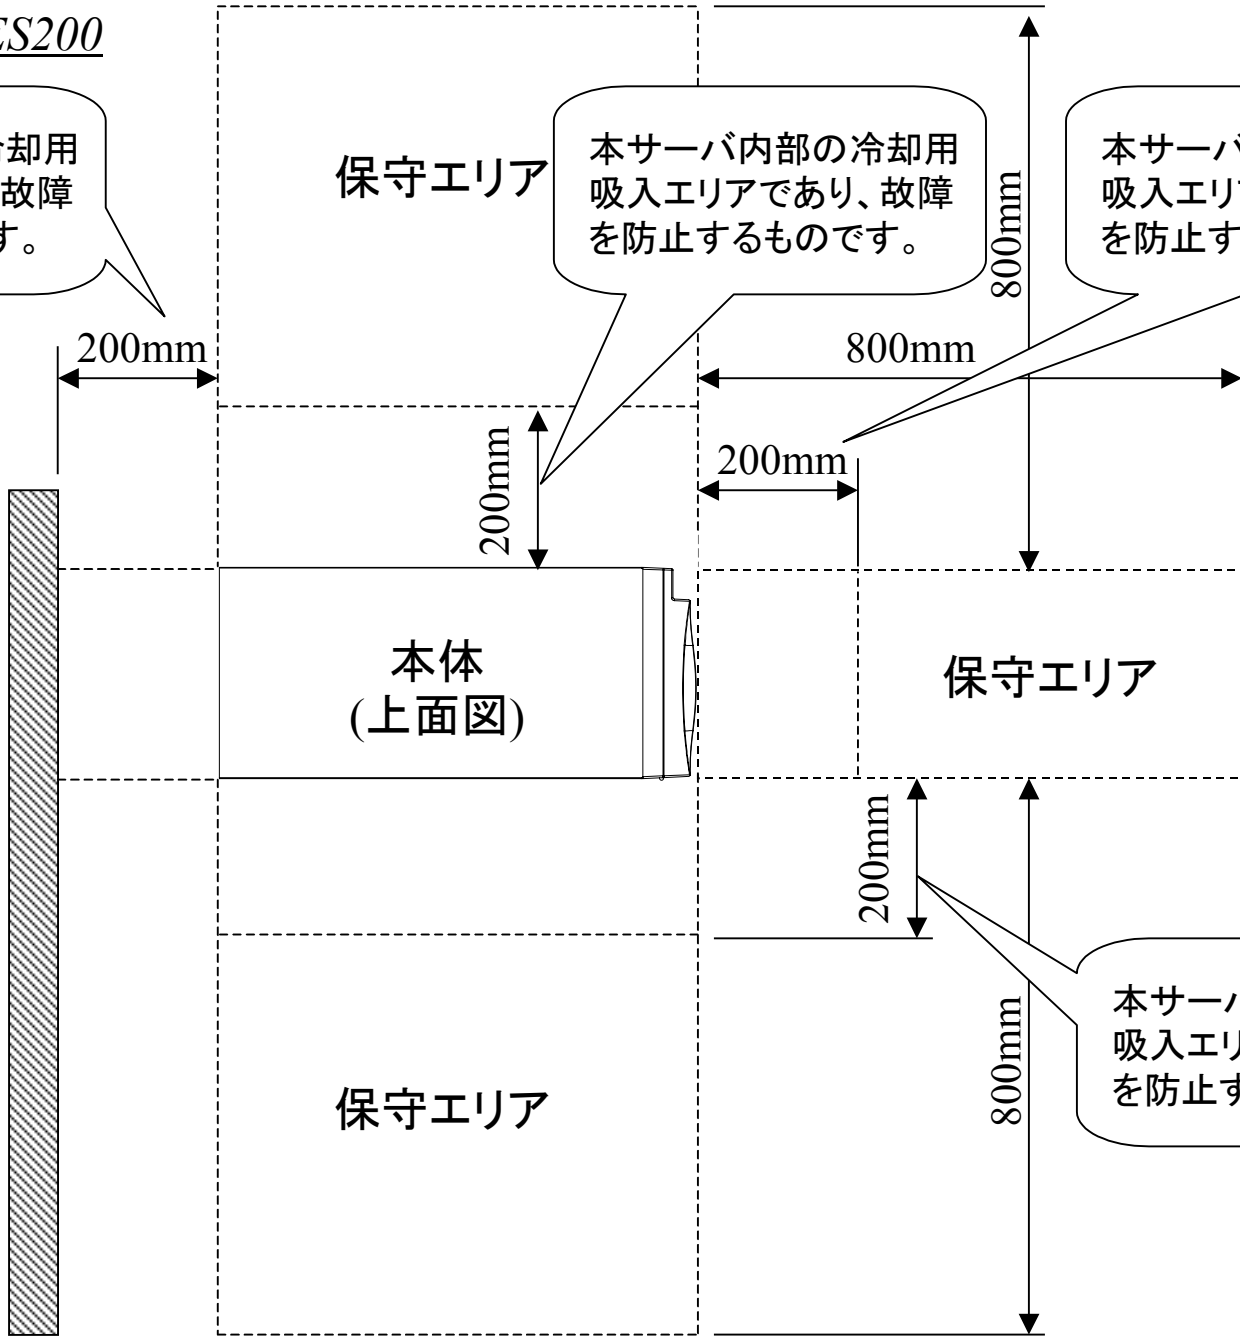 ES200
却用
故障
す。
保守エリア
本サーバ内部の冷却用
吸入エリアであり、故障
を防止するものです。
本サーバ
吸入エリ
を防止す
800mm
200mm
800mm
200mm
200mm
本体
(上面図)
保守エリア
200mm
800mm
保守エリア
本サー
吸入エリ
を防止す